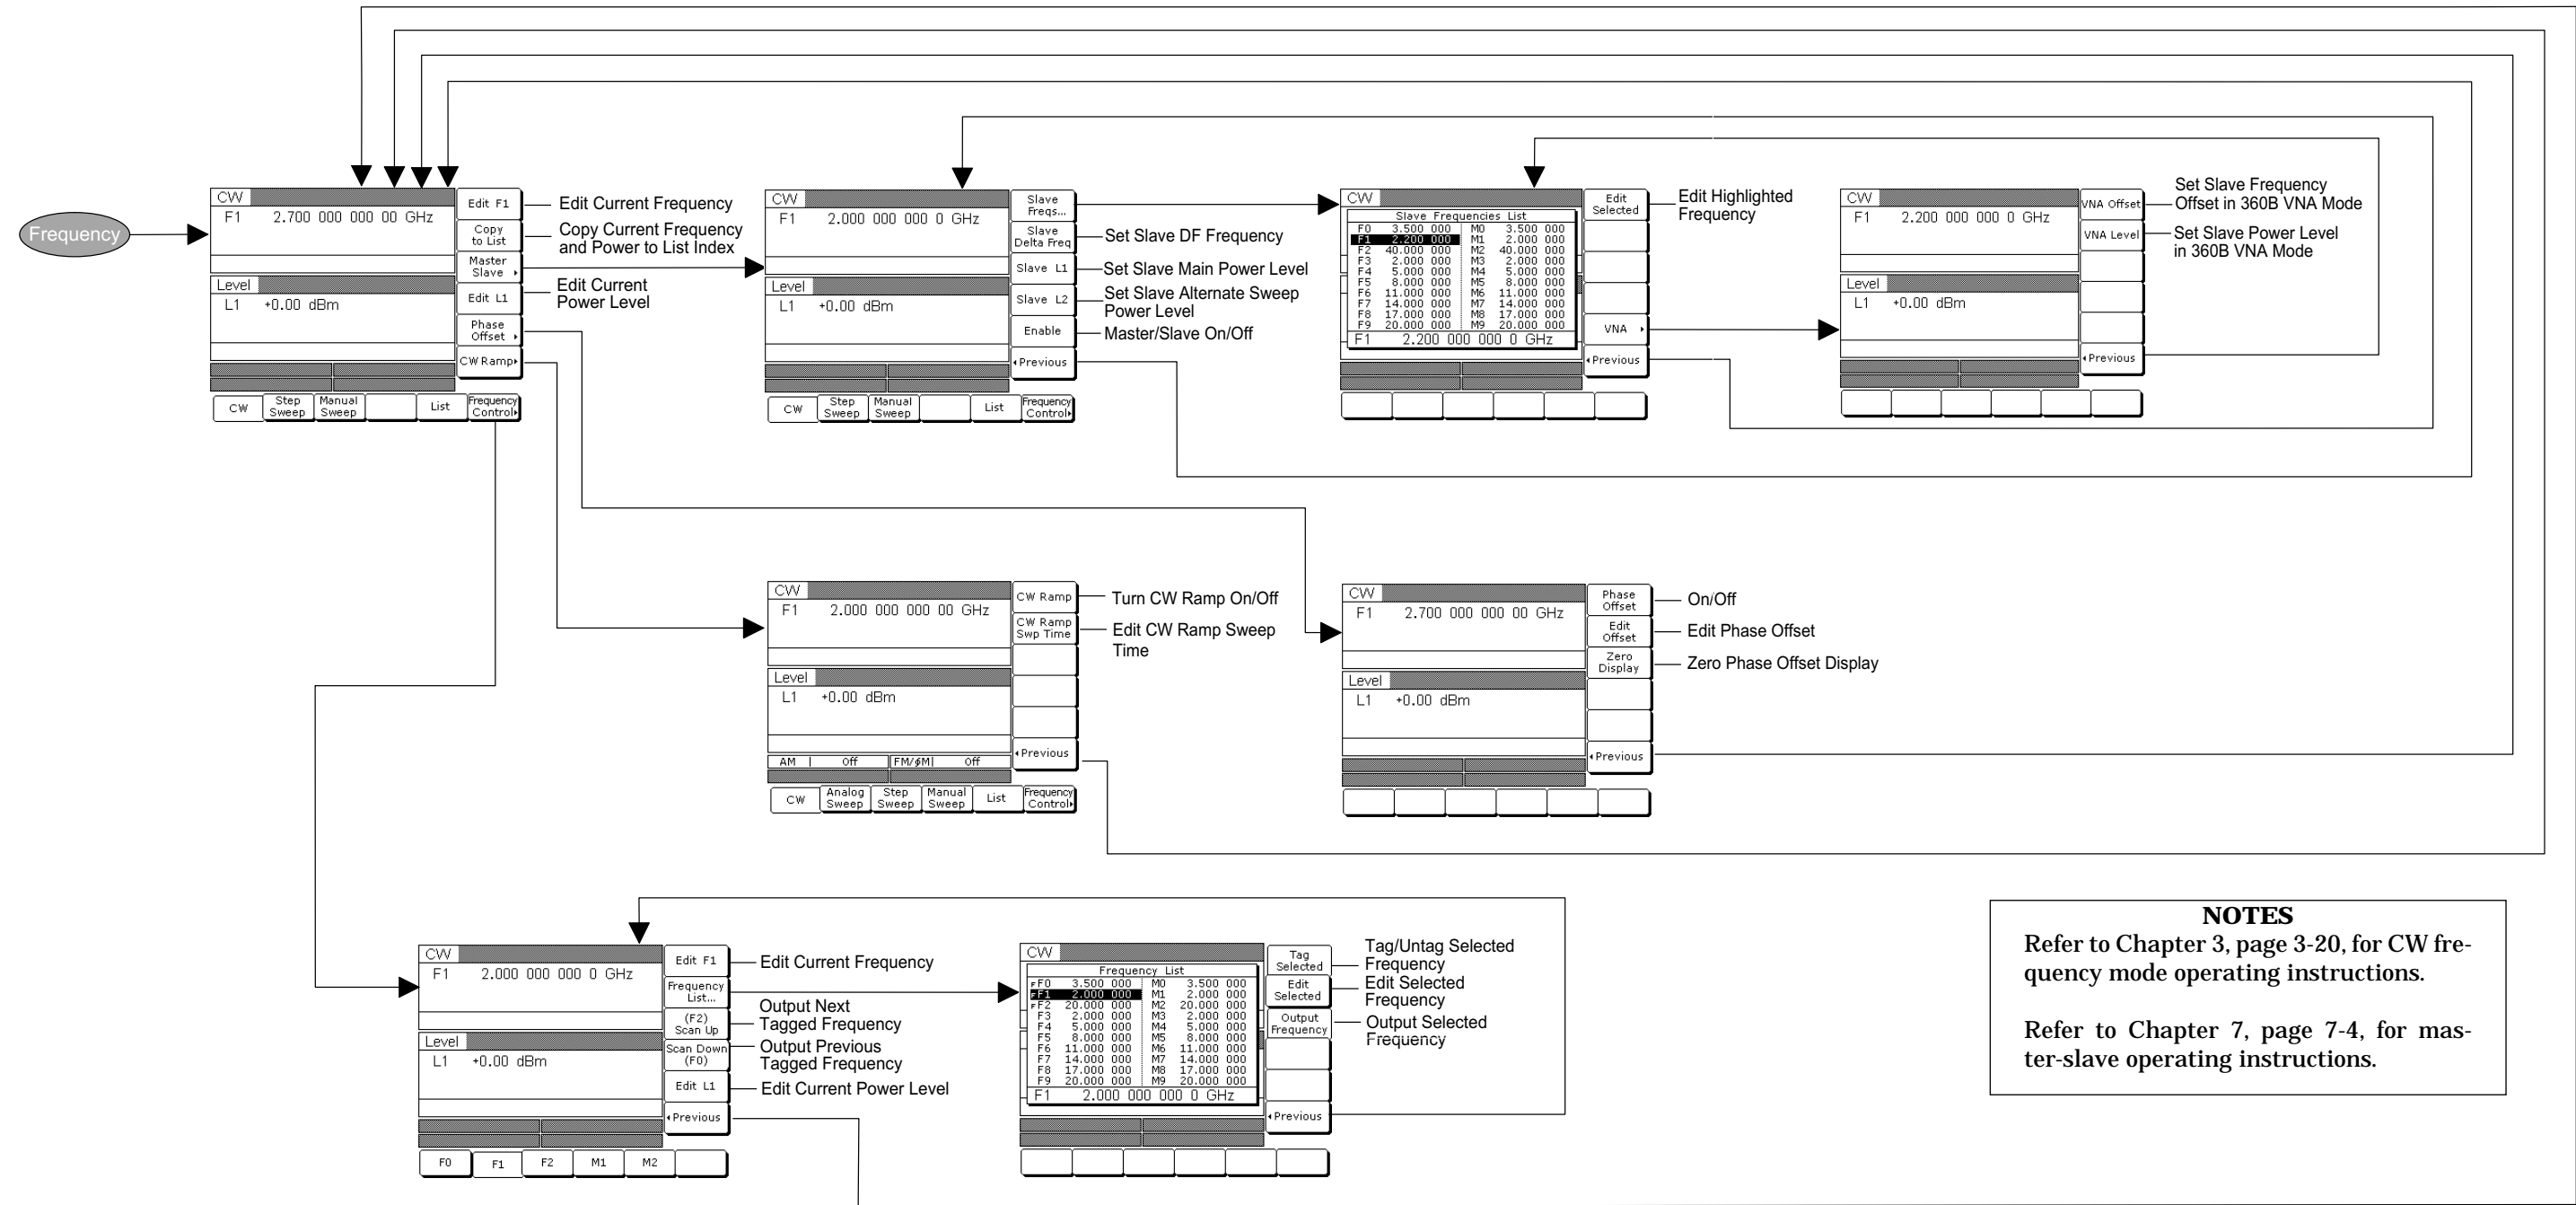 Frequency
CW
F1 2.700 000 000 00 GHz
Level
L1 +0.00 dBm
Edit F1
Copy
to List
Master
Slave
Edit L1
Phase
Offset
CW Ramp
CW
Step
Sweep
Manual
Sweep
List
Frequency
Control
Edit Current Frequency
Copy Current Frequency
and Power to List Index
Edit Current
Power Level
CW
F1 2.000 000 000 0 GHz
Level
L1 +0.00 dBm
Slave
Freqs...
Slave
Delta Freq
Slave L1
Slave L2
Enable
Previous
CW
Step
Sweep
Manual
Sweep
List
Frequency
Control
Set Slave DF Frequency
Set Slave Main Power Level
Set Slave Alternate Sweep
Power Level
Master/Slave On/Off
CW
Slave Frequencies List
F0 3.500 000 M0 3.500 000
F1 2.200 000 M1 2.000 000
F2 40.000 000 M2 40.000 000
F3 2.000 000 M3 2.000 000
F4 5.000 000 M4 5.000 000
F5 8.000 000 M5 8.000 000
F6 11.000 000 M6 11.000 000
F7 14.000 000 M7 14.000 000
F8 17.000 000 M8 17.000 000
F9 20.000 000 M9 20.000 000
F1 2.200 000 000 0 GHz
Edit
Selected
VNA
Previous
Edit Highlighted
Frequency
CW
F1 2.200 000 000 0 GHz
Level
L1 +0.00 dBm
VNA Offset
VNA Level
Previous
Set Slave Frequency
Offset in 360B VNA Mode
Set Slave Power Level
in 360B VNA Mode
CW
F1 2.000 000 000 00 GHz
Level
L1 +0.00 dBm
AM | Off FM/ϕM| Off
CW Ramp
CW Ramp
Swp Time
Previous
CW
Analog
Sweep
Step
Sweep
Manual
Sweep
List
Frequency
Control
Turn CW Ramp On/Off
Edit CW Ramp Sweep
Time
CW
F1 2.700 000 000 00 GHz
Level
L1 +0.00 dBm
Phase
Offset
Edit
Offset
Zero
Display
Previous
On/Off
Edit Phase Offset
Zero Phase Offset Display
CW
F1 2.000 000 000 0 GHz
Level
L1 +0.00 dBm
Edit F1
Frequency
List...
(F2)
Scan Up
Scan Down
(F0)
Edit L1
Previous
F0 F1 F2 M1 M2
Edit Current Frequency
Output Next
Tagged Frequency
Output Previous
Tagged Frequency
Edit Current Power Level
CW
Frequency List
FF0 3.500 000 M0 3.500 000
FF1 2.000 000 M1 2.000 000
FF2 20.000 000 M2 20.000 000
F3 2.000 000 M3 2.000 000
F4 5.000 000 M4 5.000 000
F5 8.000 000 M5 8.000 000
F6 11.000 000 M6 11.000 000
F7 14.000 000 M7 14.000 000
F8 17.000 000 M8 17.000 000
F9 20.000 000 M9 20.000 000
F1 2.000 000 000 0 GHz
Tag
Selected
Edit
Selected
Output
Frequency
Previous
Tag/Untag Selected
Frequency
Edit Selected
Frequency
Output Selected
Frequency
NOTES
Refer to Chapter 3, page 3-20, for CW fre-
quency mode operating instructions.
Refer to Chapter 7, page 7-4, for mas-
ter-slave operating instructions.